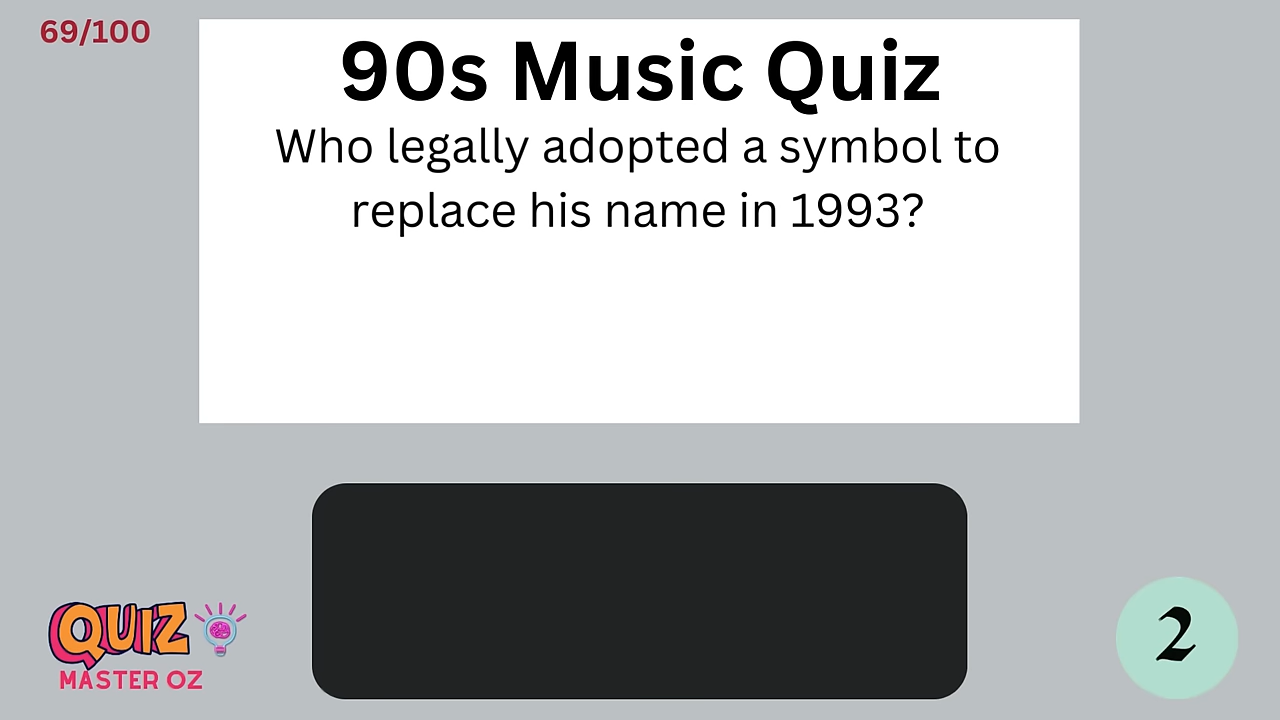 69/100
90s Music Quiz
Who legally adopted a symbol to
replace his name in 1993?
QUIZ
MASTER OZ
2